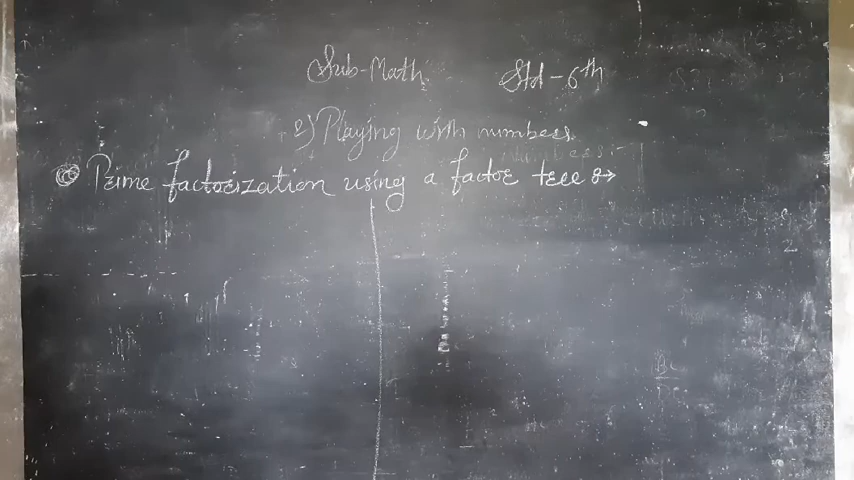 Sub-Math. Std-6th
2) Playing with numbers.
Prime factorization using a factor tree :→